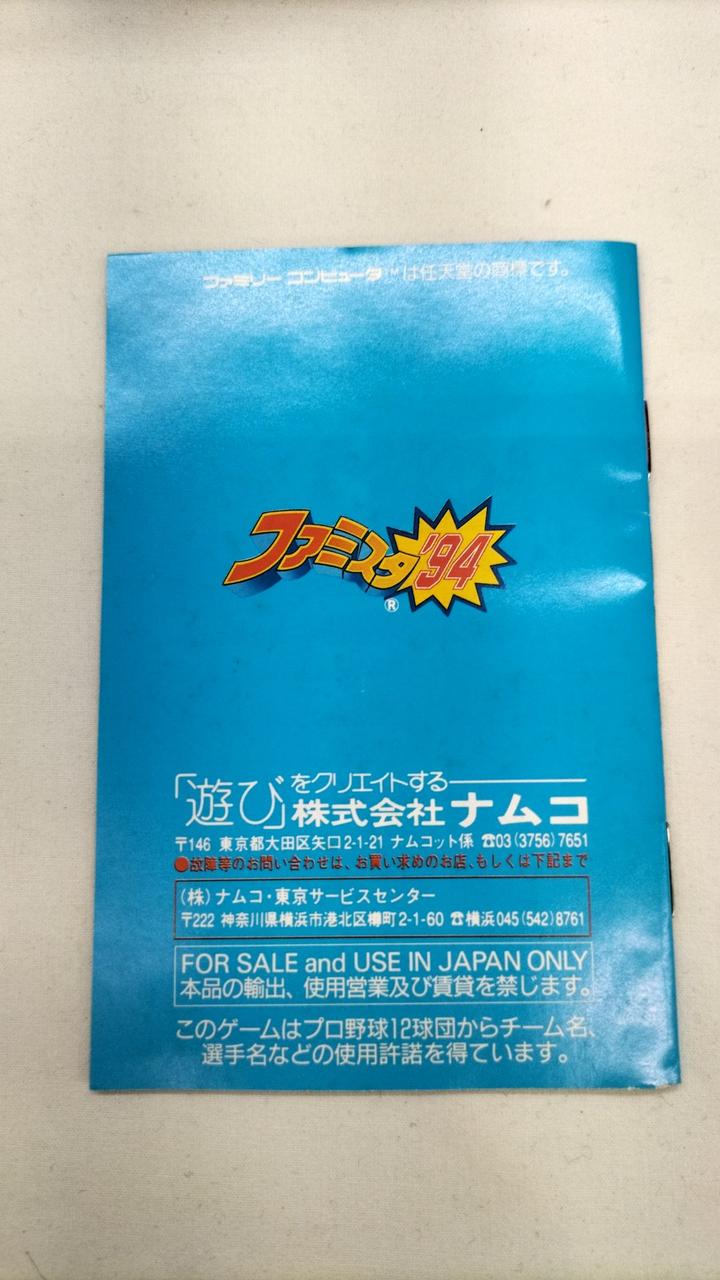 ファミリー コンピュータ™は任天堂の商標です。
ファミスタ'94
®
「遊び」をクリエイトする——
株式会社ナムコ
〒146 東京都大田区矢口2-1-21 ナムコット係 ☎03(3756)7651
●故障等のお問い合わせは、お買い求めのお店、もしくは下記まで
(株)ナムコ・東京サービスセンター
〒222 神奈川県横浜市港北区樽町2-1-60 ☎横浜045(542)8761
FOR SALE and USE IN JAPAN ONLY
本品の輸出、使用営業及び賃貸を禁じます。
このゲームはプロ野球12球団からチーム名、
選手名などの使用許諾を得ています。